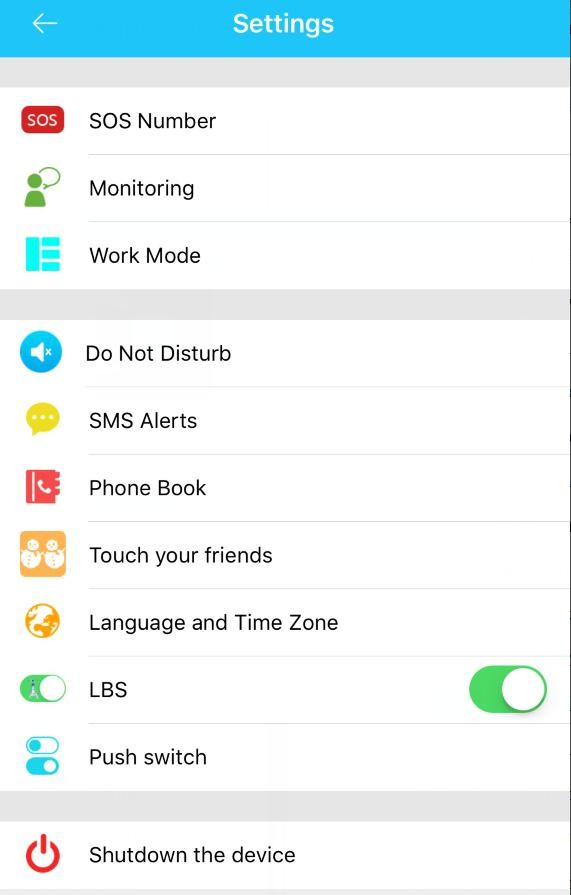 Settings
SOS SOS Number
Monitoring
Work Mode
Do Not Disturb
SMS Alerts
Phone Book
Touch your friends
Language and Time Zone
LBS
Push switch
Shutdown the device